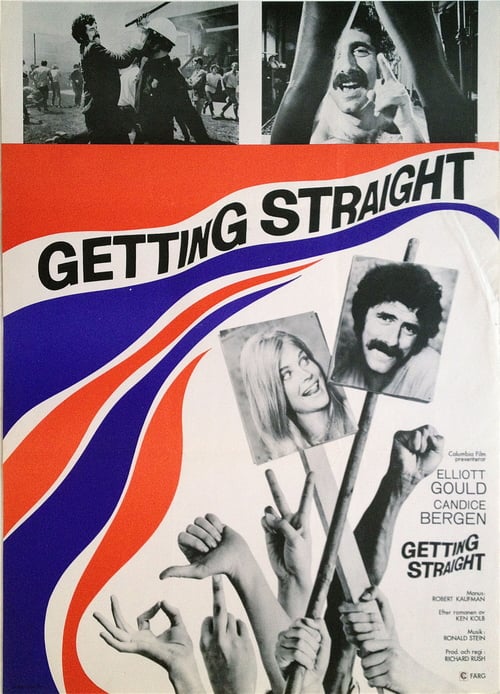 GETTING STRAIGHT
Columbia Film
presenterar
ELLIOTT
GOULD
CANDICE
BERGEN
GETTING
STRAIGHT
Manus:
ROBERT KAUFMAN
Efter romanen av
KEN KOLB
Musik:
RONALD STEIN
Prod. och regi:
RICHARD RUSH
C FÄRG